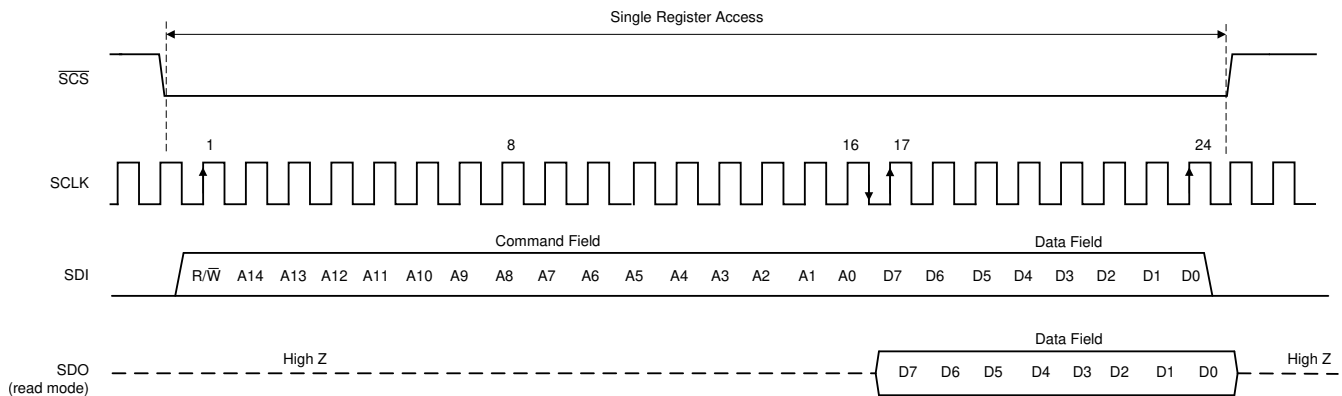 Single Register Access
S̅C̅S̅
1 8 16 17 24
SCLK
Command Field Data Field
SDI R/W̅ A14 A13 A12 A11 A10 A9 A8 A7 A6 A5 A4 A3 A2 A1 A0 D7 D6 D5 D4 D3 D2 D1 D0
Data Field
High Z High Z
SDO D7 D6 D5 D4 D3 D2 D1 D0
(read mode)